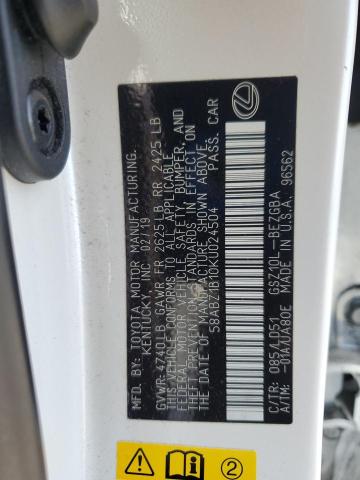 MFD. BY: TOYOTA MOTOR MANUFACTURING,
KENTUCKY, INC 02/19
GVWR: 4740LB GAWR FR 2625LB RR 2425LB
THIS VEHICLE CONFORMS TO ALL APPLICABLE
FEDERAL MOTOR VEHICLE SAFETY, BUMPER, AND
THEFT PREVENTION STANDARDS IN EFFECT ON
THE DATE OF MANUFACTURE SHOWN ABOVE.
58ABZ1B10KU024504 PASS. CAR
C/TR: 085/LD51 GSZ10L-BEZGBA
A/TM: -01A/UA80E MADE IN U.S.A. 96562
2